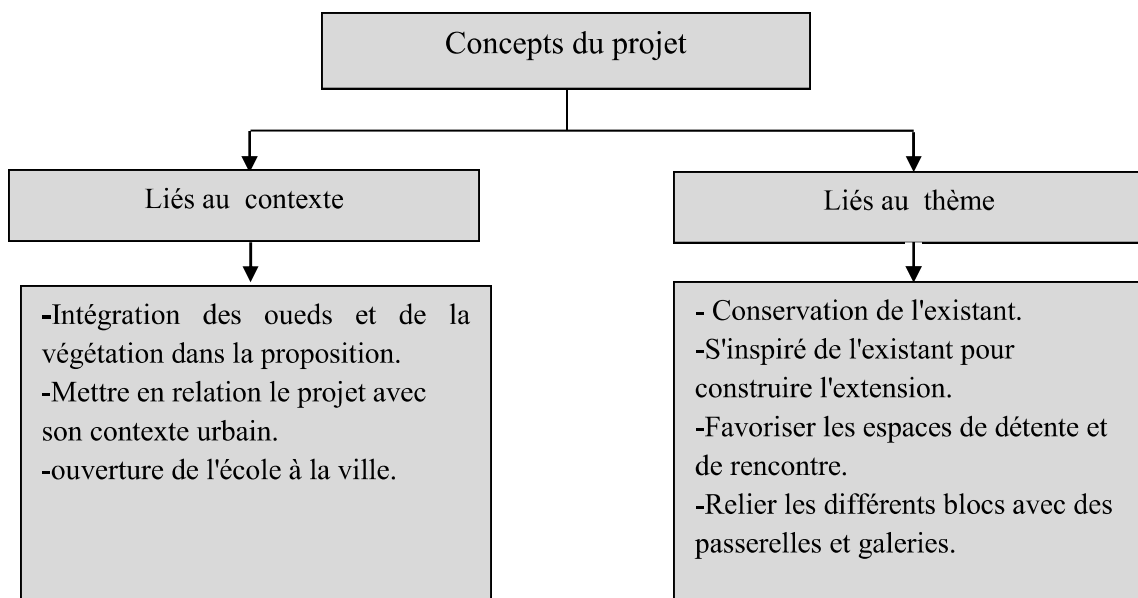 Concepts du projet
Liés au contexte
Liés au thème
-Intégration des oueds et de la
végétation dans la proposition.
-Mettre en relation le projet avec
son contexte urbain.
-ouverture de l'école à la ville.
- Conservation de l'existant.
-S'inspiré de l'existant pour
construire l'extension.
-Favoriser les espaces de détente et
de rencontre.
-Relier les différents blocs avec des
passerelles et galeries.